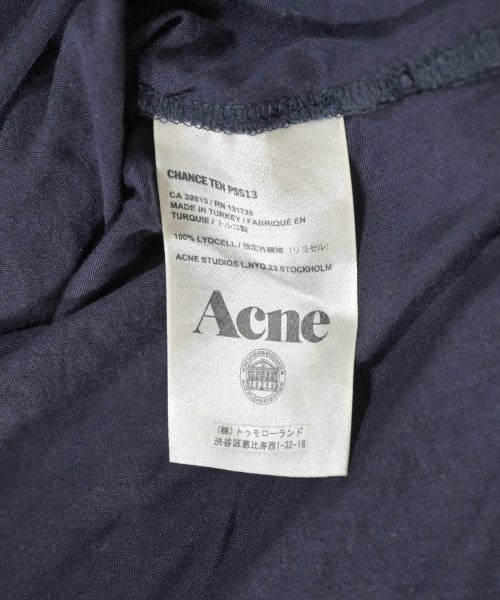 CHANCE TEN PSS13
CA 39815 / RN 131736
MADE IN TURKEY / FABRIQUÉ EN
TURQUIE / トルコ製
100% LYOCELL / 指定外繊維（リヨセル）
ACNE STUDIOS L.NYG.23 STOCKHOLM
Acne
(株)トゥモローランド
渋谷区恵比寿西1-32-18